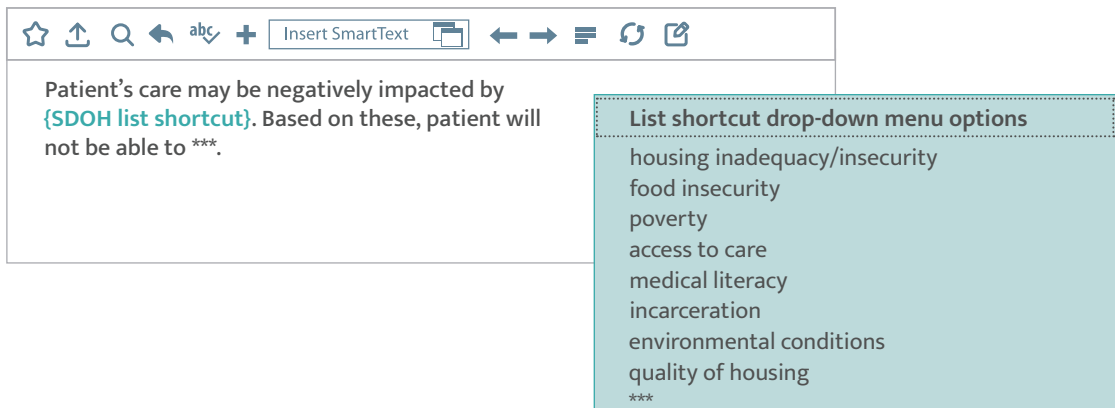 abc
Insert SmartText
Patient’s care may be negatively impacted by
{SDOH list shortcut}. Based on these, patient will
not be able to ***.
List shortcut drop-down menu options
housing inadequacy/insecurity
food insecurity
poverty
access to care
medical literacy
incarceration
environmental conditions
quality of housing
***